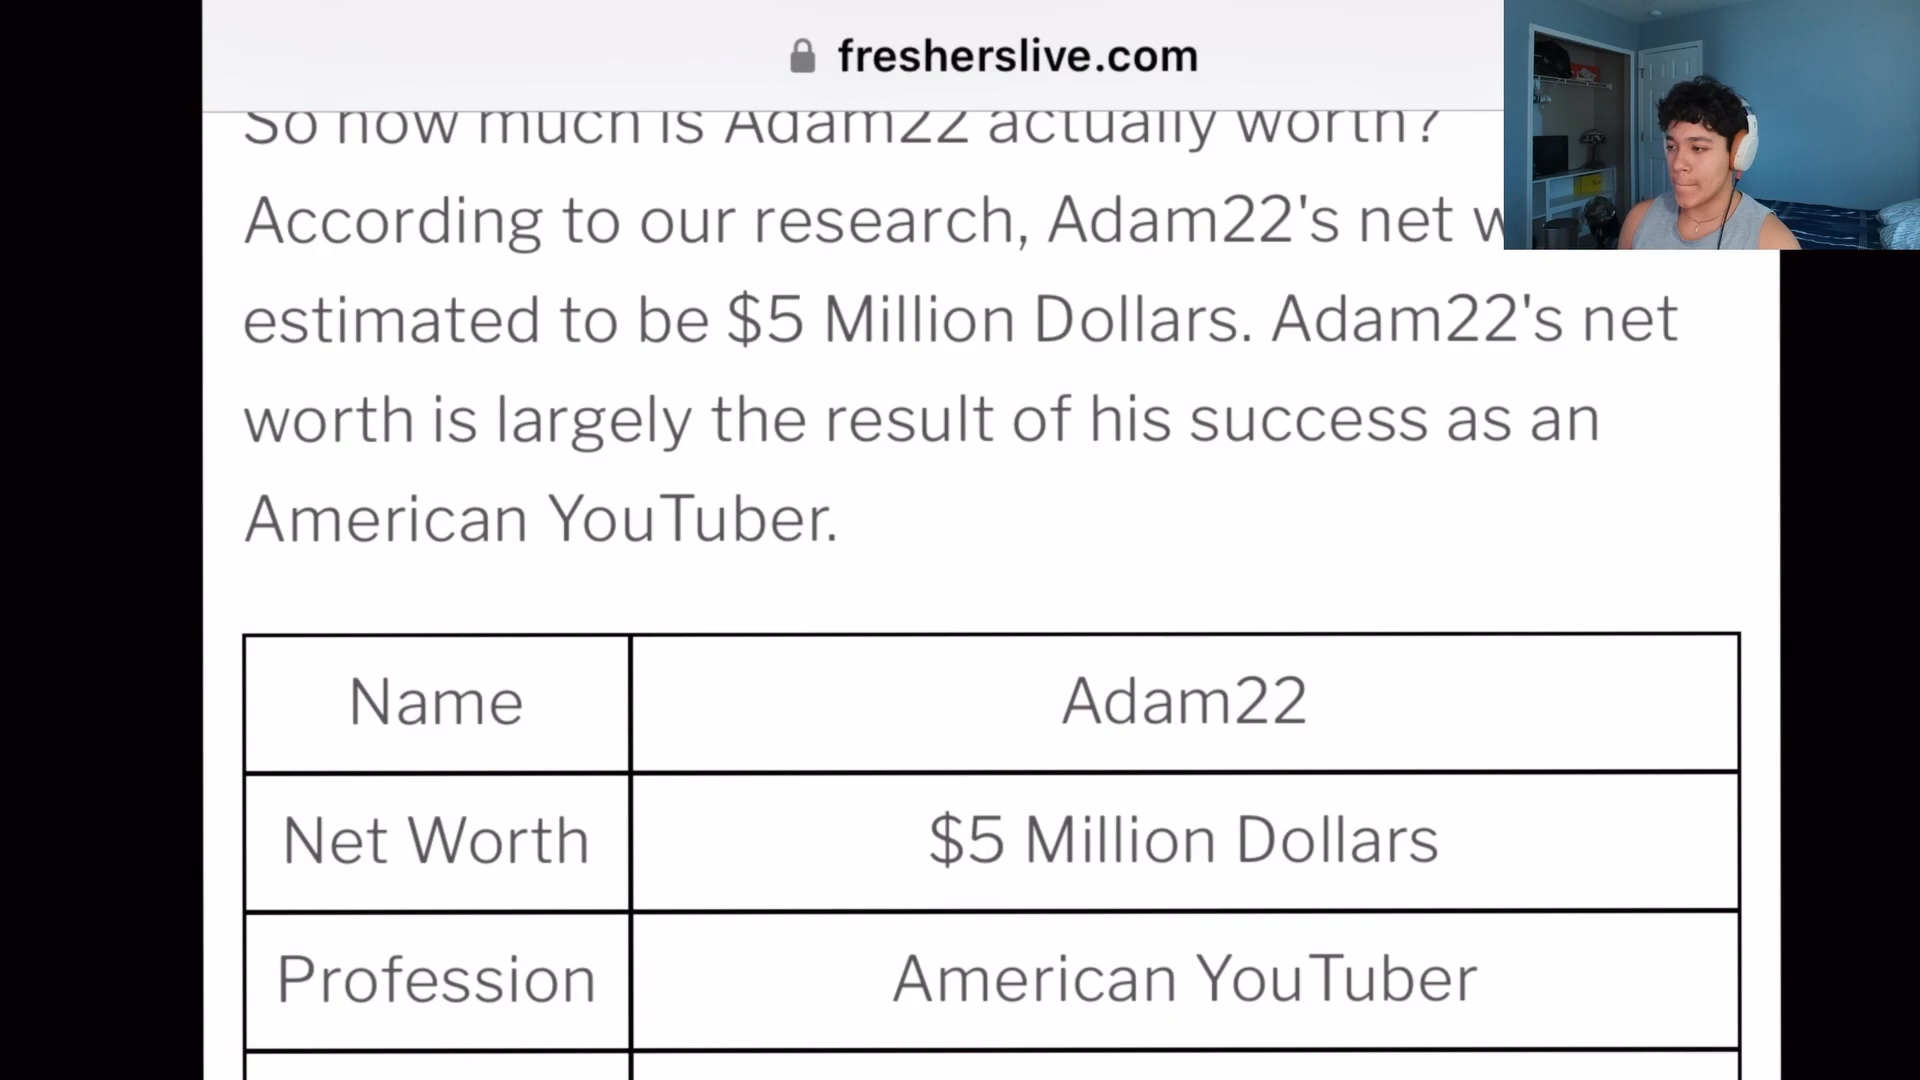 fresherslive.com
So how much is Adam22 actually worth?
According to our research, Adam22's net
estimated to be $5 Million Dollars. Adam22's net
worth is largely the result of his success as an
American YouTuber.
Name Adam22
Net Worth $5 Million Dollars
Profession American YouTuber